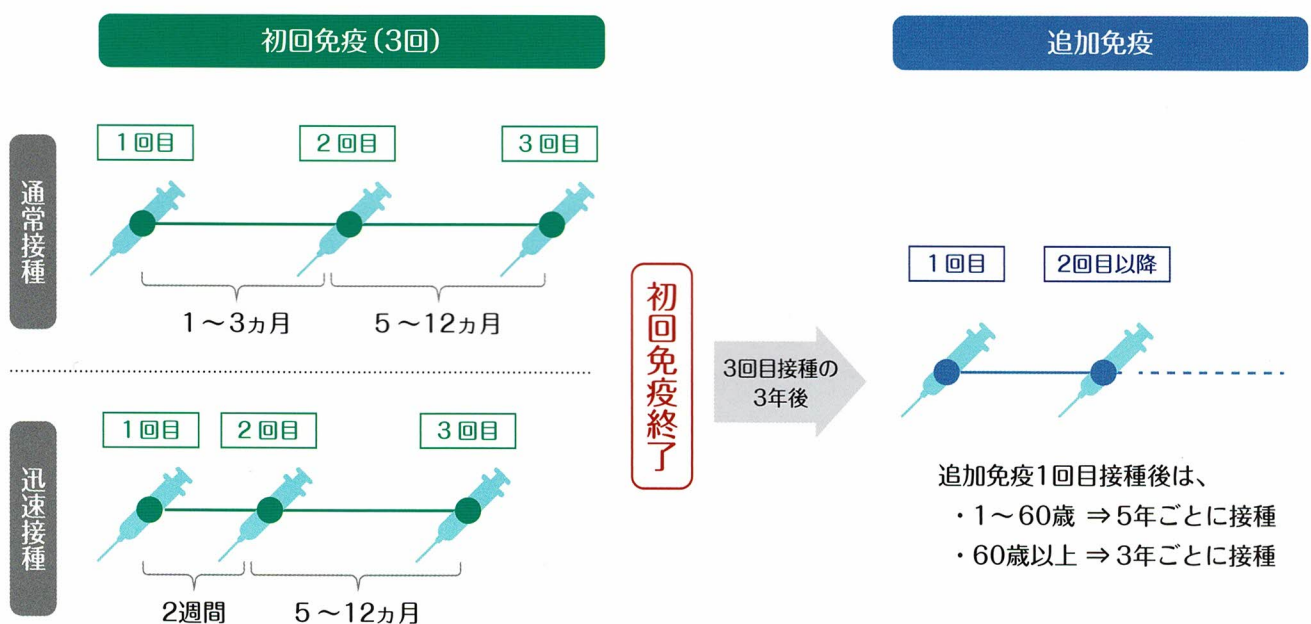 初回免疫(3回)
追加免疫
通常接種
1回目
2回目
3回目
1～3ヵ月
5～12ヵ月
迅速接種
1回目
2回目
3回目
2週間
5～12ヵ月
初回免疫終了
3回目接種の
3年後
1回目
2回目以降
追加免疫1回目接種後は、
・1～60歳 ⇒5年ごとに接種
・60歳以上 ⇒3年ごとに接種